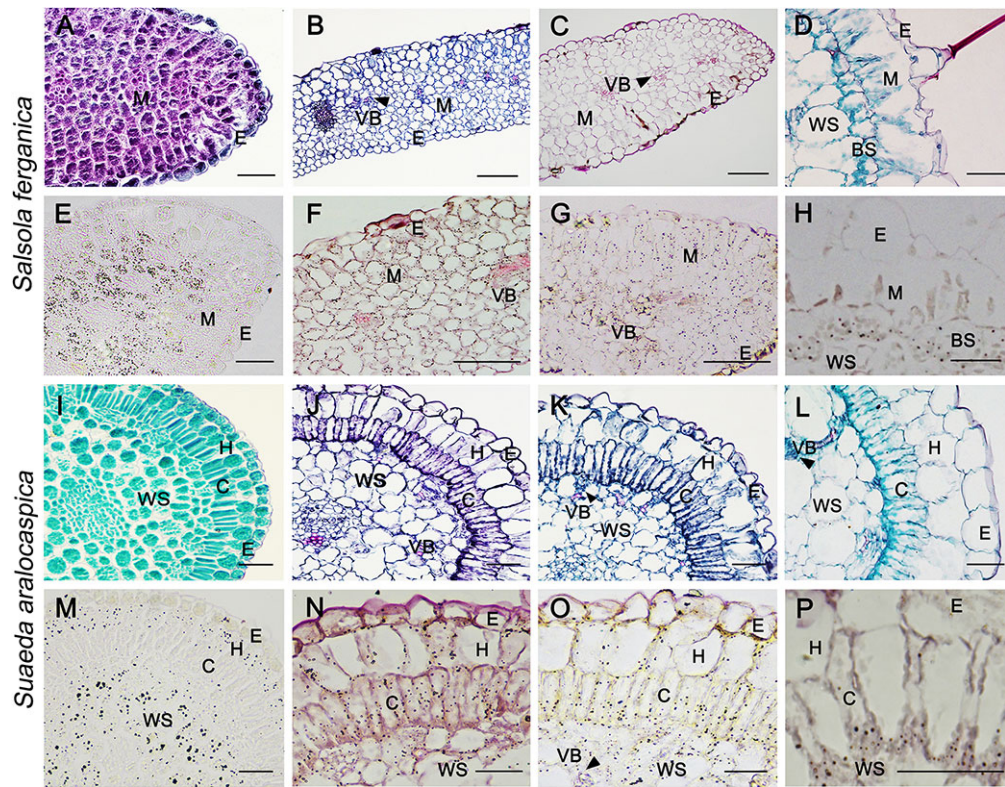 Salsola ferganica
A B C D
M E
VB M E
VB M E
E M WS BS
E F G H
M E
E M VB
M VB E
E M BS WS
Suaeda aralocaspica
I J K L
H C WS E
H E WS C VB
H E C VB WS
VB H WS C E
M N O P
E H C WS
E H C WS
E H C VB WS
E H C WS